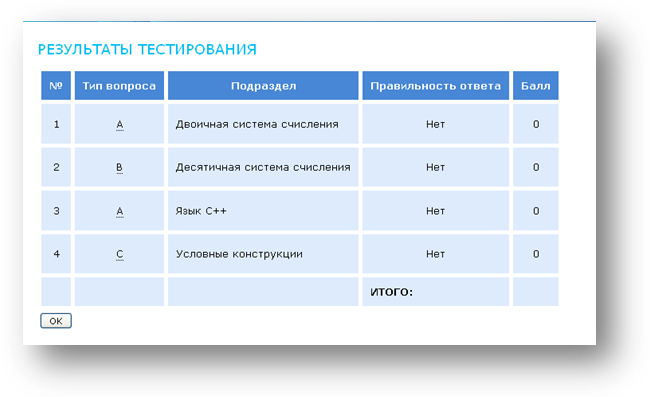 РЕЗУЛЬТАТЫ ТЕСТИРОВАНИЯ
№ Тип вопроса Подраздел Правильность ответа Балл
1 A Двоичная система счисления Нет 0
2 B Десятичная система счисления Нет 0
3 A Язык C++ Нет 0
4 C Условные конструкции Нет 0
ИТОГО:
OK